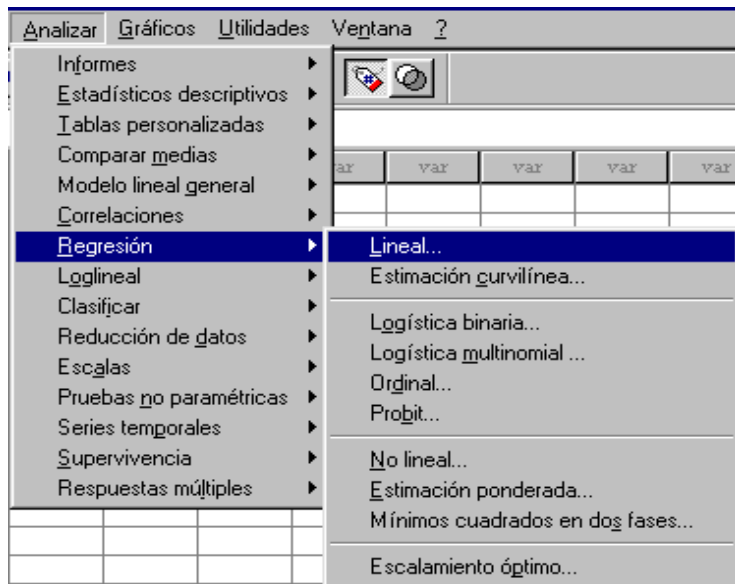 Analizar Gráficos Utilidades Ventana ?
Informes
Estadísticos descriptivos
Tablas personalizadas
Comparar medias
Modelo lineal general
Correlaciones
Regresión
Loglineal
Clasificar
Reducción de datos
Escalas
Pruebas no paramétricas
Series temporales
Supervivencia
Respuestas múltiples
ar var var var var
Lineal...
Estimación curvilínea...
Logística binaria...
Logística multinomial ...
Ordinal...
Probit...
No lineal...
Estimación ponderada...
Mínimos cuadrados en dos fases...
Escalamiento óptimo...